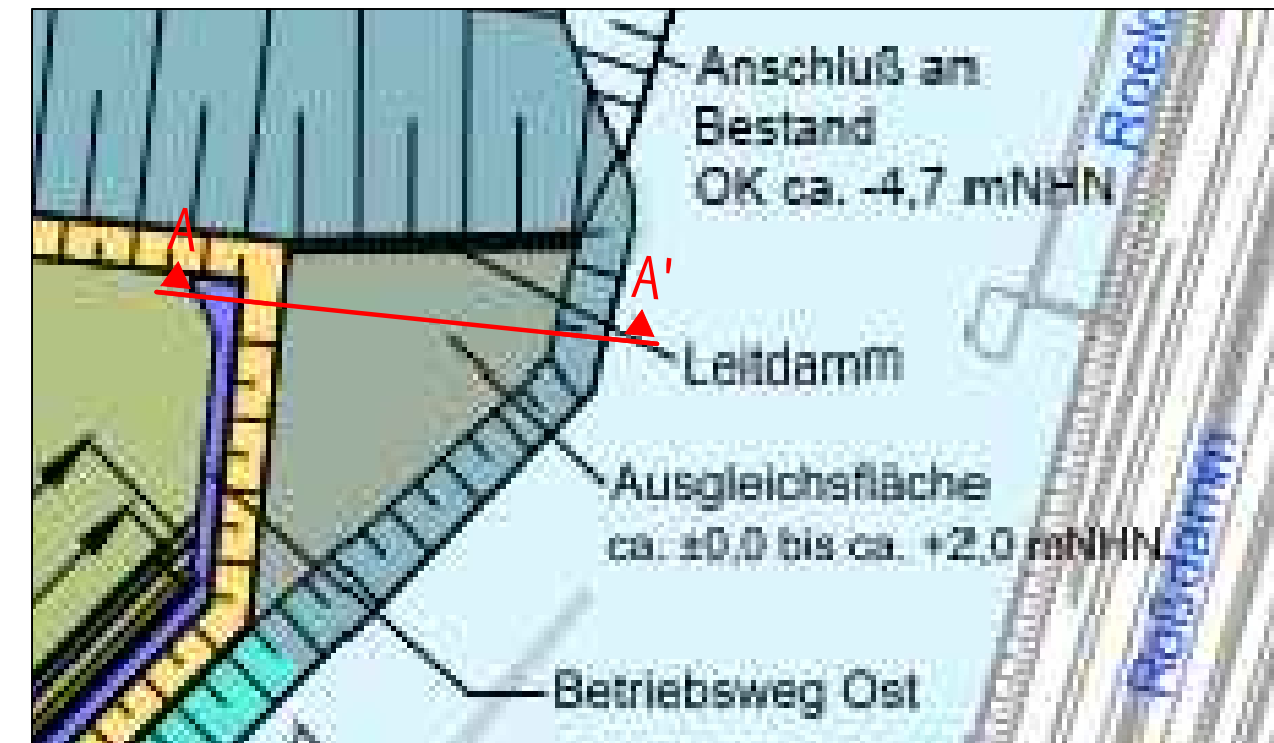 Anschluß an
Bestand
OK ca. -4,7 mNHN
A
A'
Leitdamm
Ausgleichsfläche
ca. ±0,0 bis ca. +2,0 mNHN
Betriebsweg Ost
Roßdamm